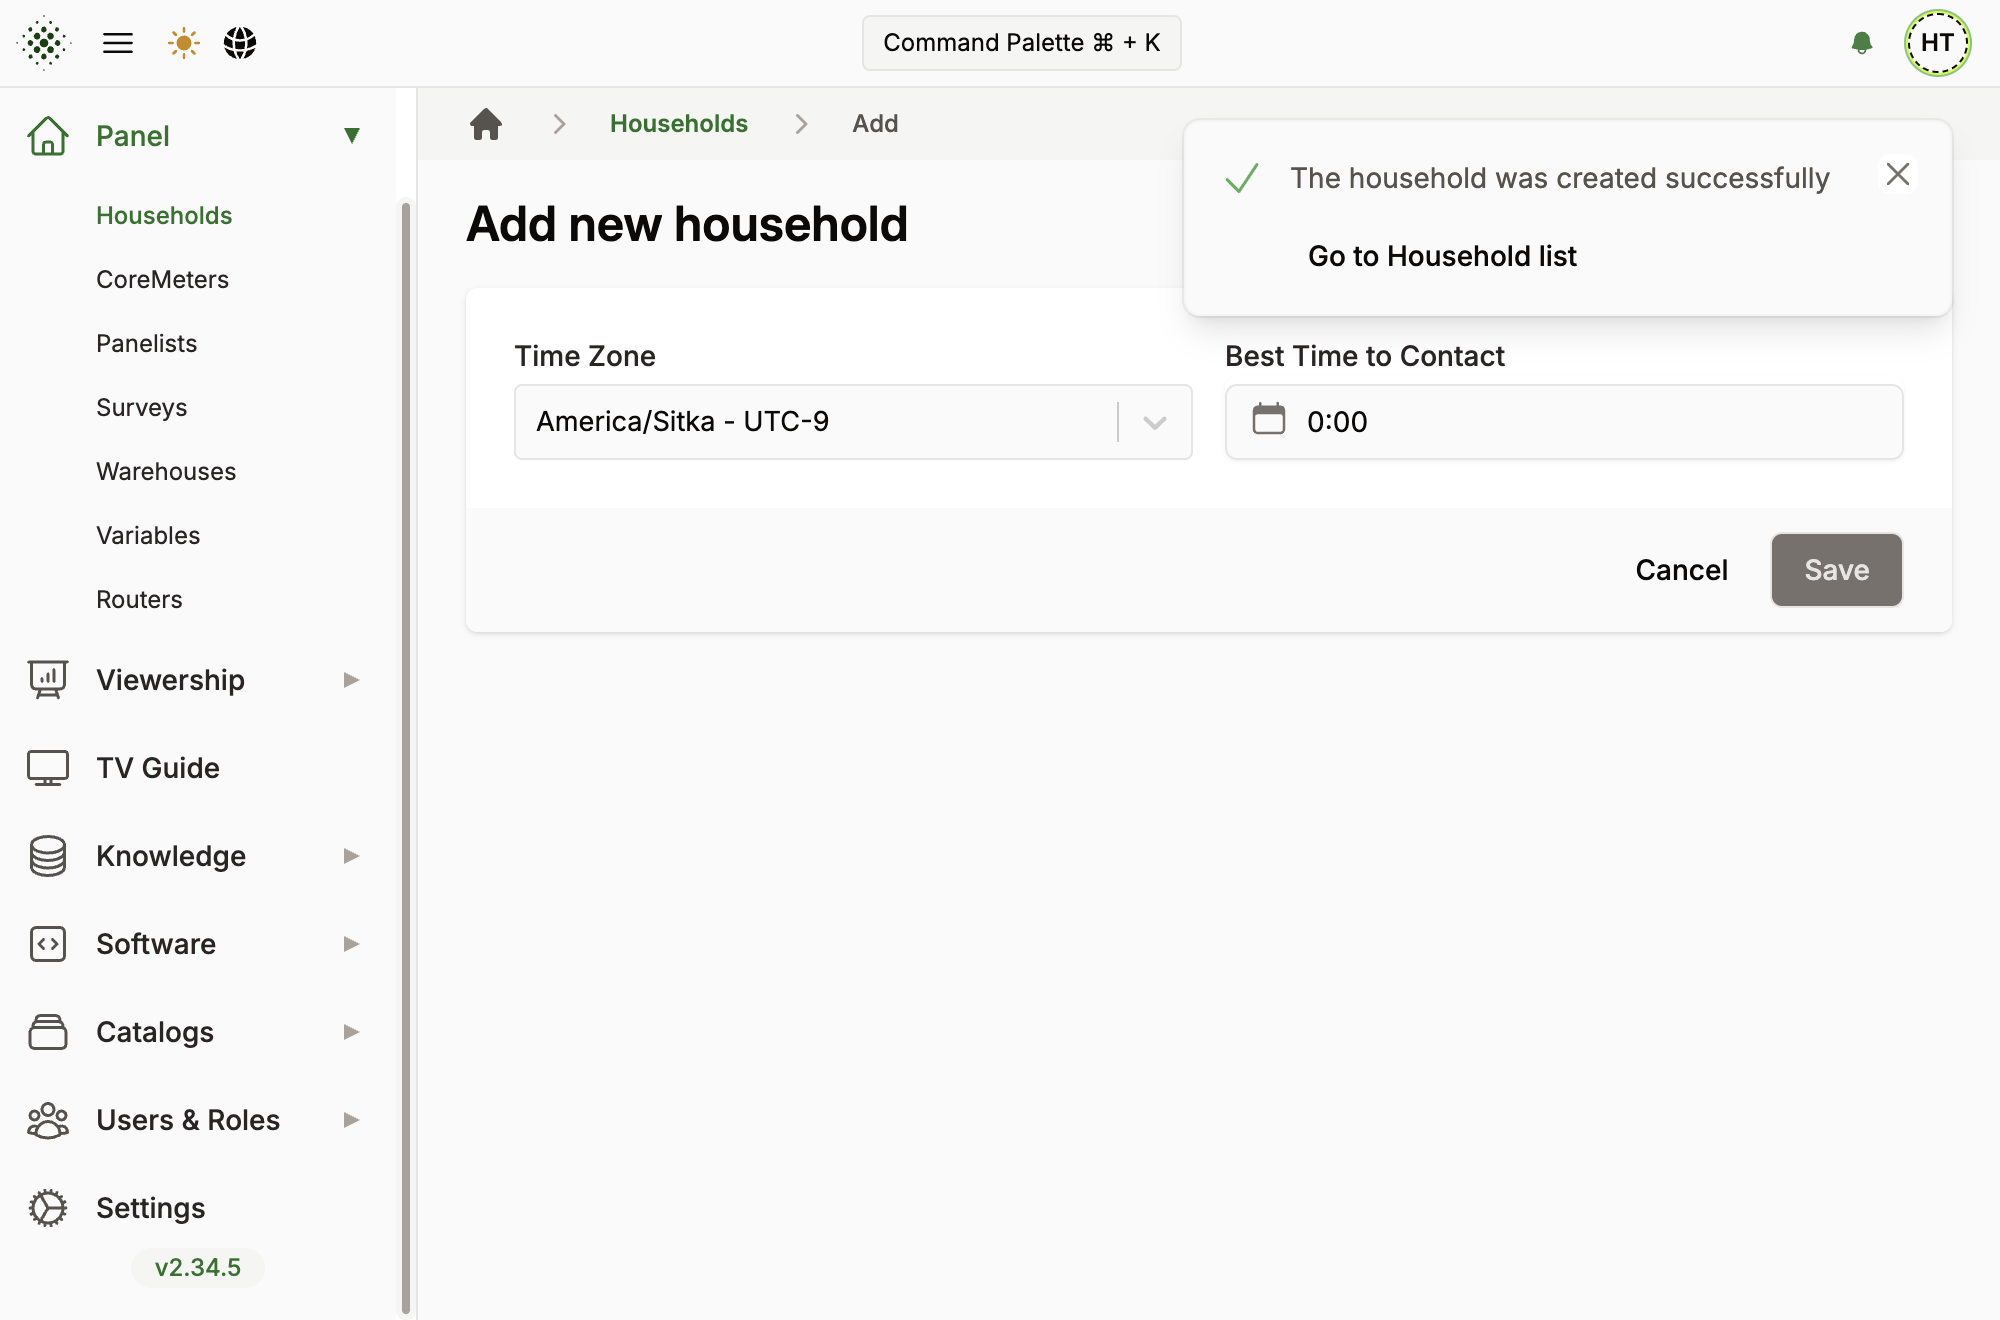 Command Palette ⌘ + K
HT
Panel
Households
CoreMeters
Panelists
Surveys
Warehouses
Variables
Routers
Viewership
TV Guide
Knowledge
Software
Catalogs
Users & Roles
Settings
v2.34.5
Households
Add
Add new household
The household was created successfully
Go to Household list
Time Zone
America/Sitka - UTC-9
Best Time to Contact
0:00
Cancel
Save